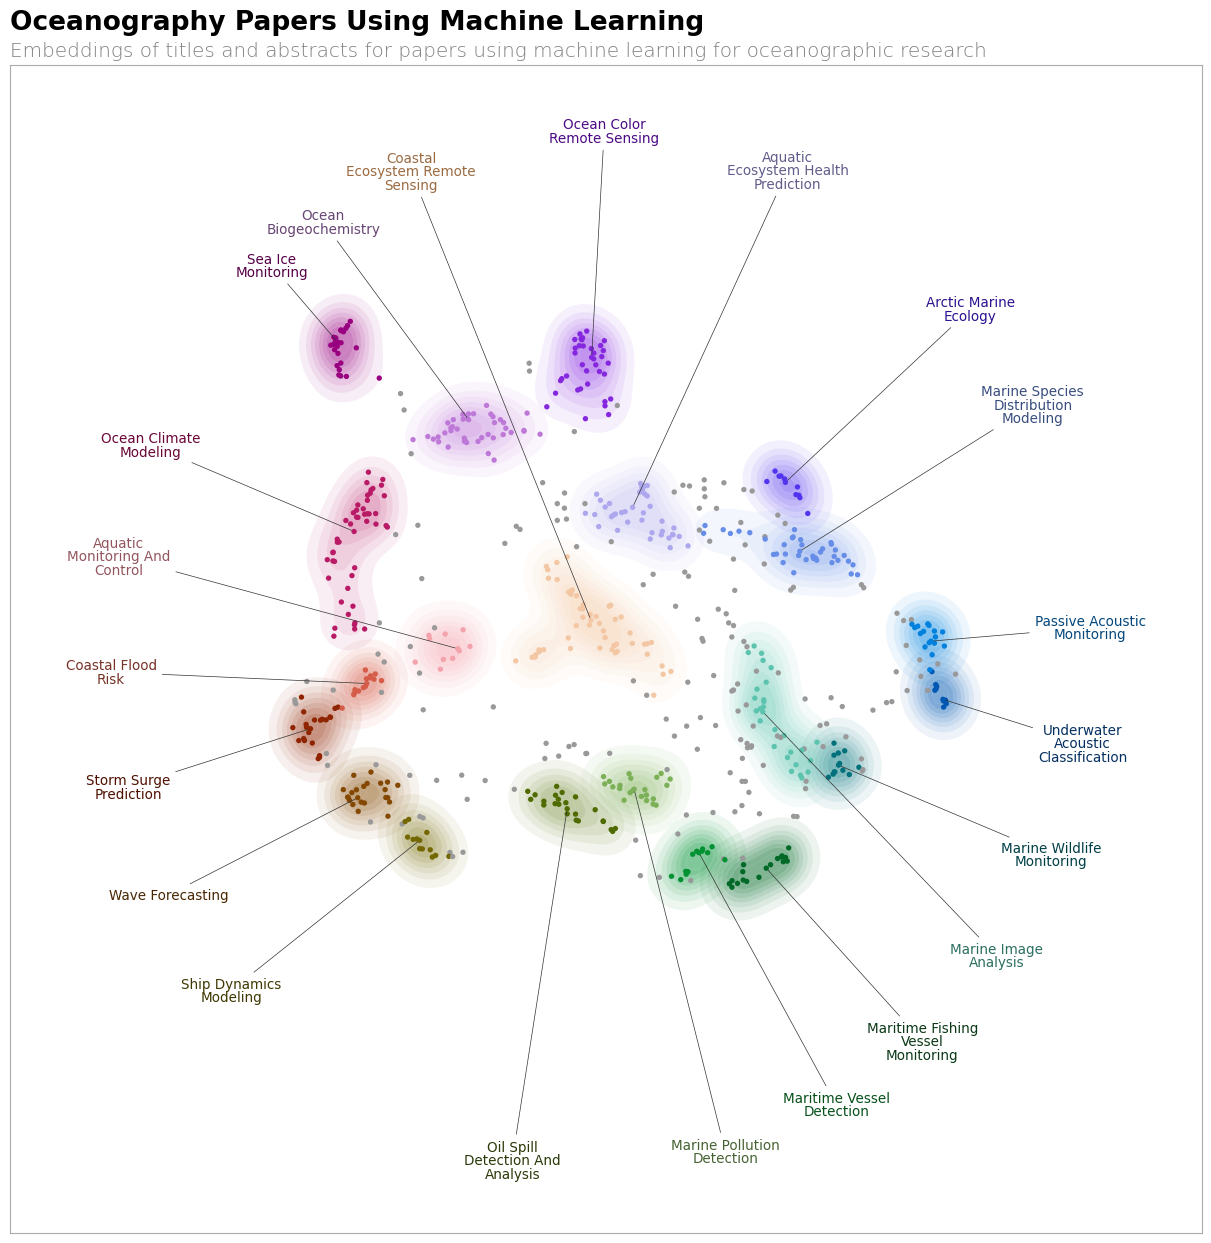 Oceanography Papers Using Machine Learning
Embeddings of titles and abstracts for papers using machine learning for oceanographic research
Ocean Color
Remote Sensing
Coastal
Ecosystem Remote
Sensing
Aquatic
Ecosystem Health
Prediction
Ocean
Biogeochemistry
Sea Ice
Monitoring
Arctic Marine
Ecology
Marine Species
Distribution
Modeling
Ocean Climate
Modeling
Aquatic
Monitoring And
Control
Passive Acoustic
Monitoring
Coastal Flood
Risk
Underwater
Acoustic
Classification
Storm Surge
Prediction
Marine Wildlife
Monitoring
Wave Forecasting
Marine Image
Analysis
Ship Dynamics
Modeling
Maritime Fishing
Vessel
Monitoring
Maritime Vessel
Detection
Oil Spill
Detection And
Analysis
Marine Pollution
Detection